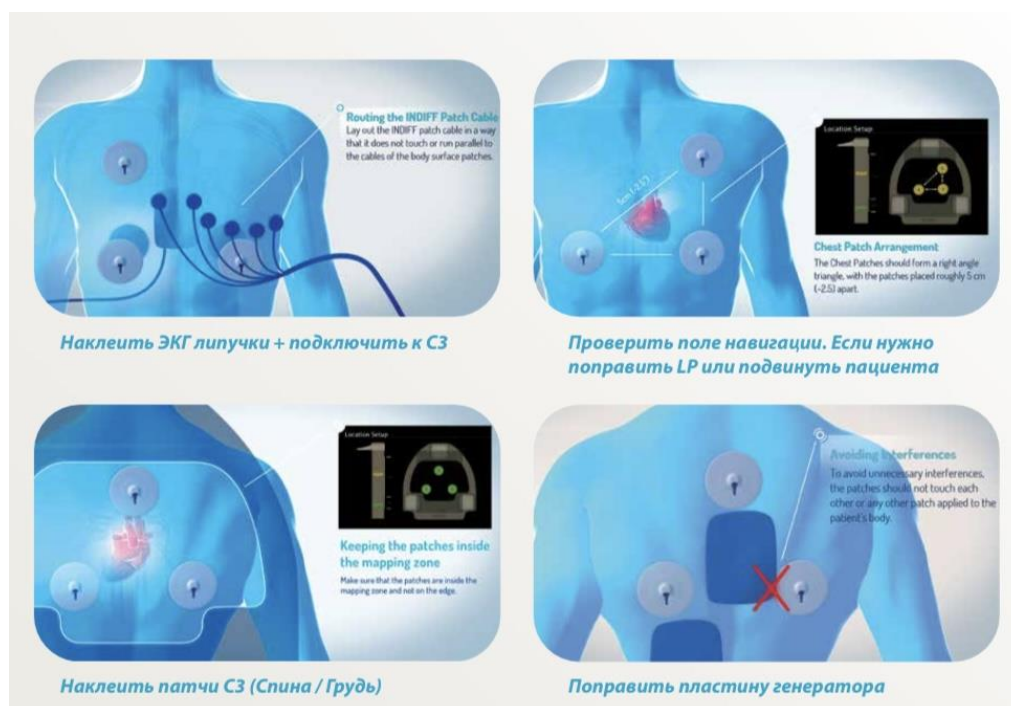 Routing the INDIFF Patch Cable
Lay out the INDIFF patch cable in a way
that it does not touch or run parallel to
the cables of the body surface patches.
Наклеить ЭКГ липучки + подключить к С3
5cm (~2.5")
Location Setup
Chest Patch Arrangement
The Chest Patches should form a right angle
triangle, with the patches placed roughly 5 cm
(~2.5) apart.
Проверить поле навигации. Если нужно
поправить LP или подвинуть пациента
Location Setup
Keeping the patches inside
the mapping zone
Make sure that the patches are inside the
mapping zone and not on the edge.
Наклеить патчи С3 (Спина / Грудь)
Avoiding Interferences
To avoid unnecessary interferences,
the patches should not touch each
other or any other patch applied to the
patient's body.
Поправить пластину генератора